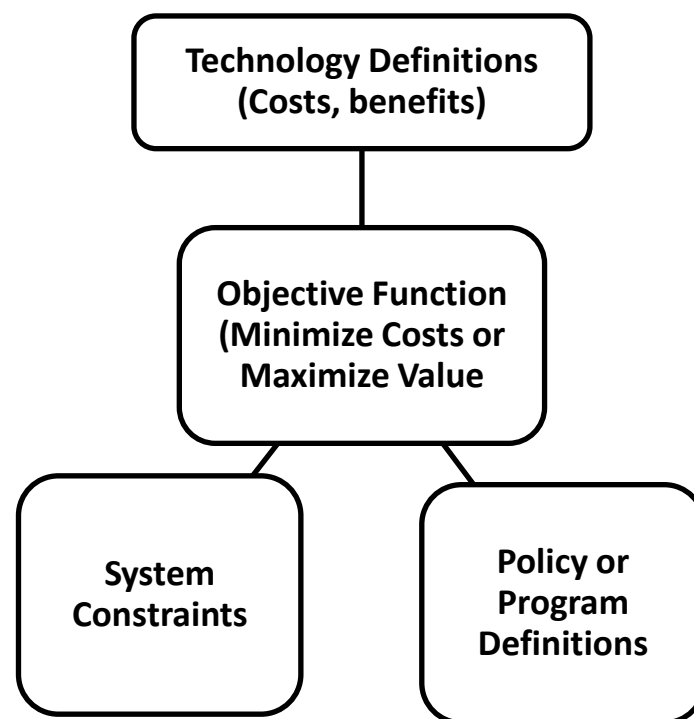 Technology Definitions
(Costs, benefits)
Objective Function
(Minimize Costs or
Maximize Value
System
Constraints
Policy or
Program
Definitions